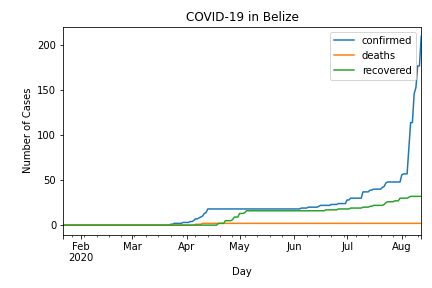 COVID-19 in Belize
confirmed
deaths
recovered
Number of Cases
200
150
100
50
0
Feb Mar Apr May Jun Jul Aug
2020
Day